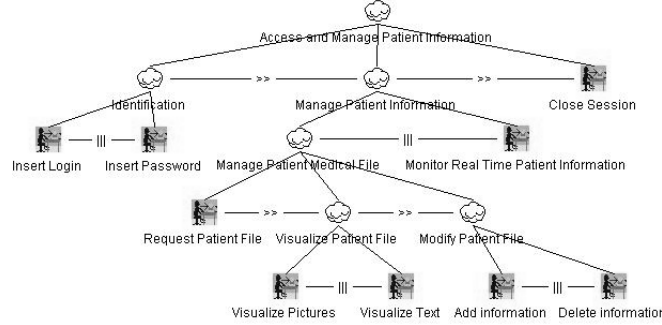 Access and Manage Patient Information
>> >>
Identification Manage Patient Information Close Session
||| |||
Insert Login Insert Password Manage Patient Medical File Monitor Real Time Patient Information
>> >>
Request Patient File Visualize Patient File Modify Patient File
||| |||
Visualize Pictures Visualize Text Add information Delete information